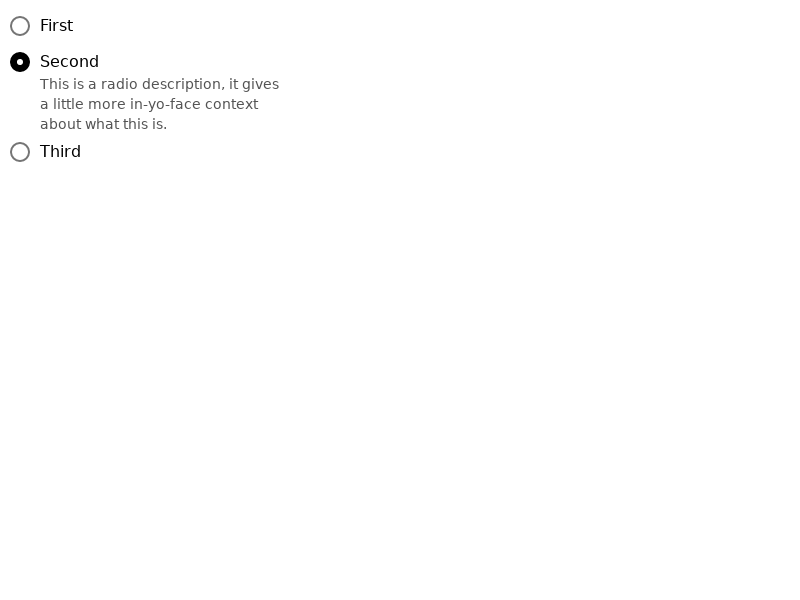 First
Second
This is a radio description, it gives
a little more in-yo-face context
about what this is.
Third